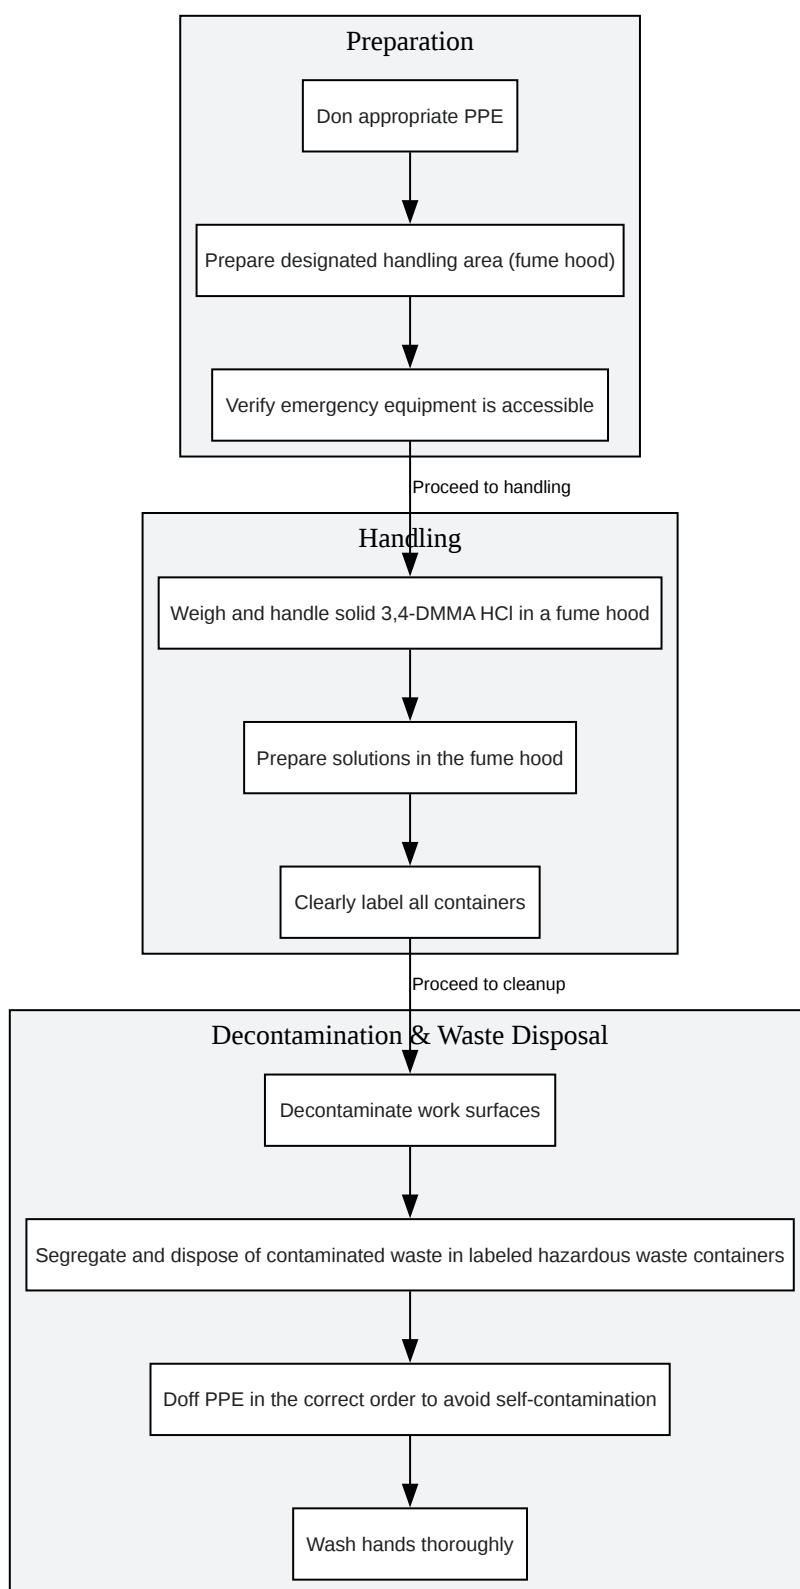 Preparation
Don appropriate PPE
Prepare designated handling area (fume hood)
Verify emergency equipment is accessible
Proceed to handling
Handling
Weigh and handle solid 3,4-DMMA HCl in a fume hood
Prepare solutions in the fume hood
Clearly label all containers
Proceed to cleanup
Decontamination & Waste Disposal
Decontaminate work surfaces
Segregate and dispose of contaminated waste in labeled hazardous waste containers
Doff PPE in the correct order to avoid self-contamination
Wash hands thoroughly